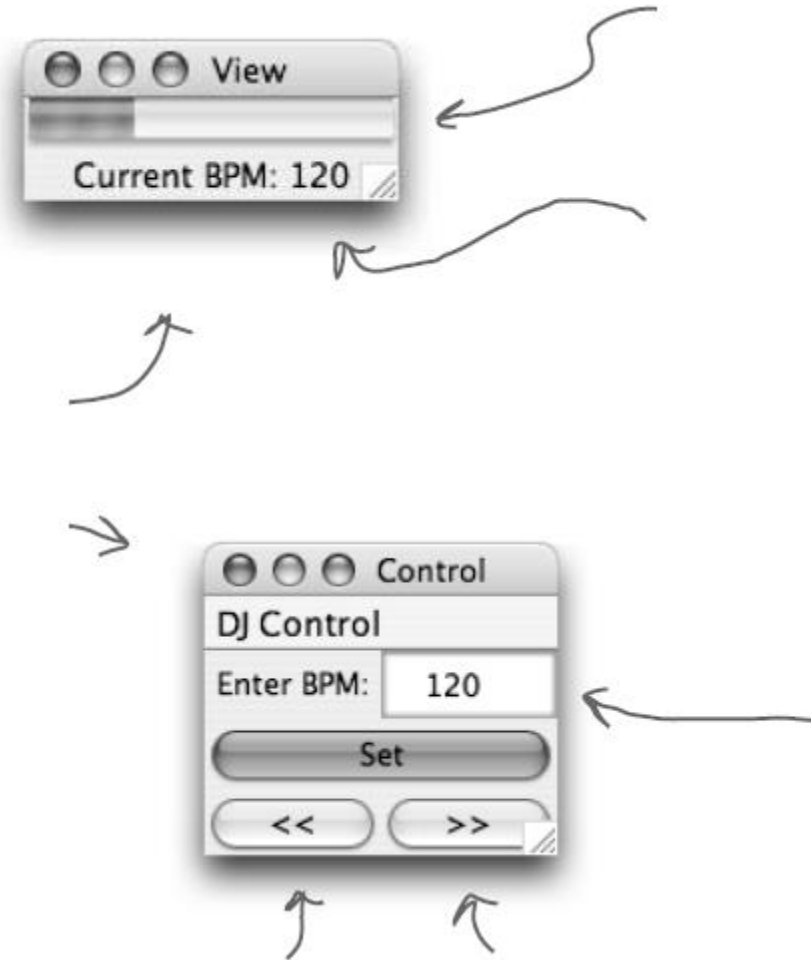 View
Current BPM: 120
Control
DJ Control
Enter BPM: 120
Set
<< >>